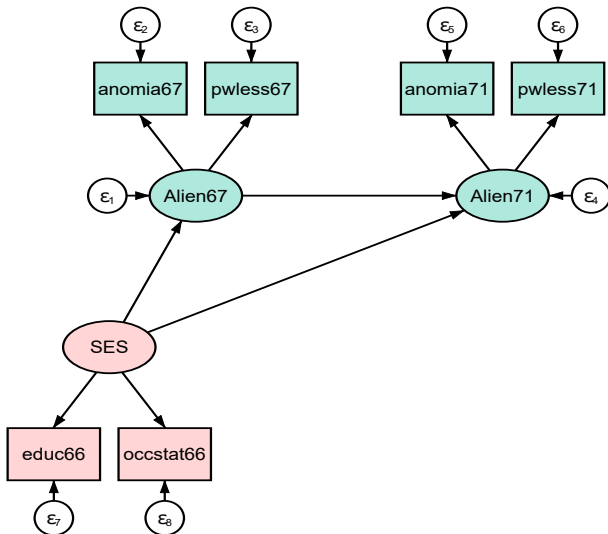 ε₂
ε₃
ε₅
ε₆
anomia67
pwless67
anomia71
pwless71
ε₁
Alien67
Alien71
ε₄
SES
educ66
occstat66
ε₇
ε₈